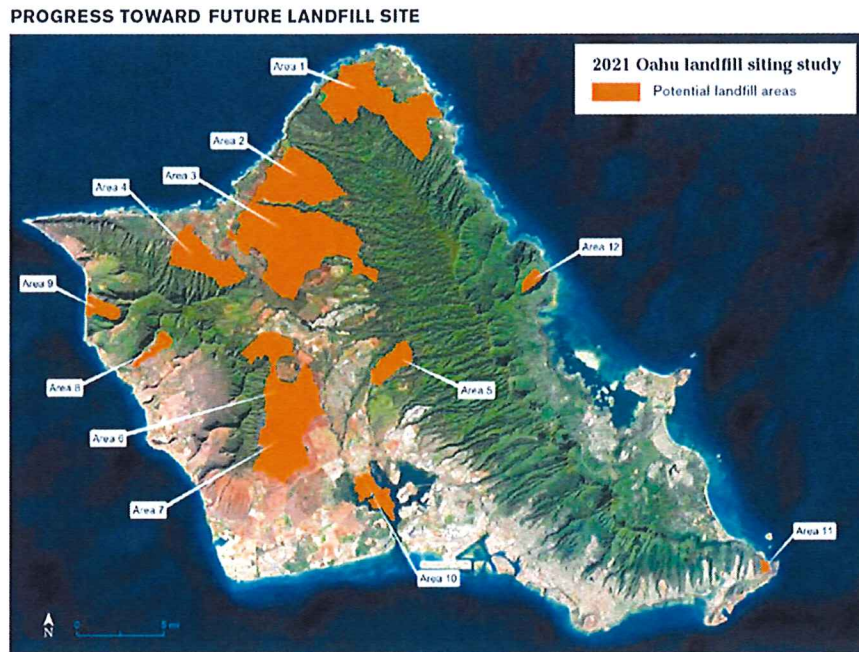 PROGRESS TOWARD FUTURE LANDFILL SITE
2021 Oahu landfill siting study
Potential landfill areas
Area 1
Area 2
Area 3
Area 4
Area 12
Area 9
Area 8
Area 5
Area 6
Area 7
Area 11
Area 10
N
0
5 mi